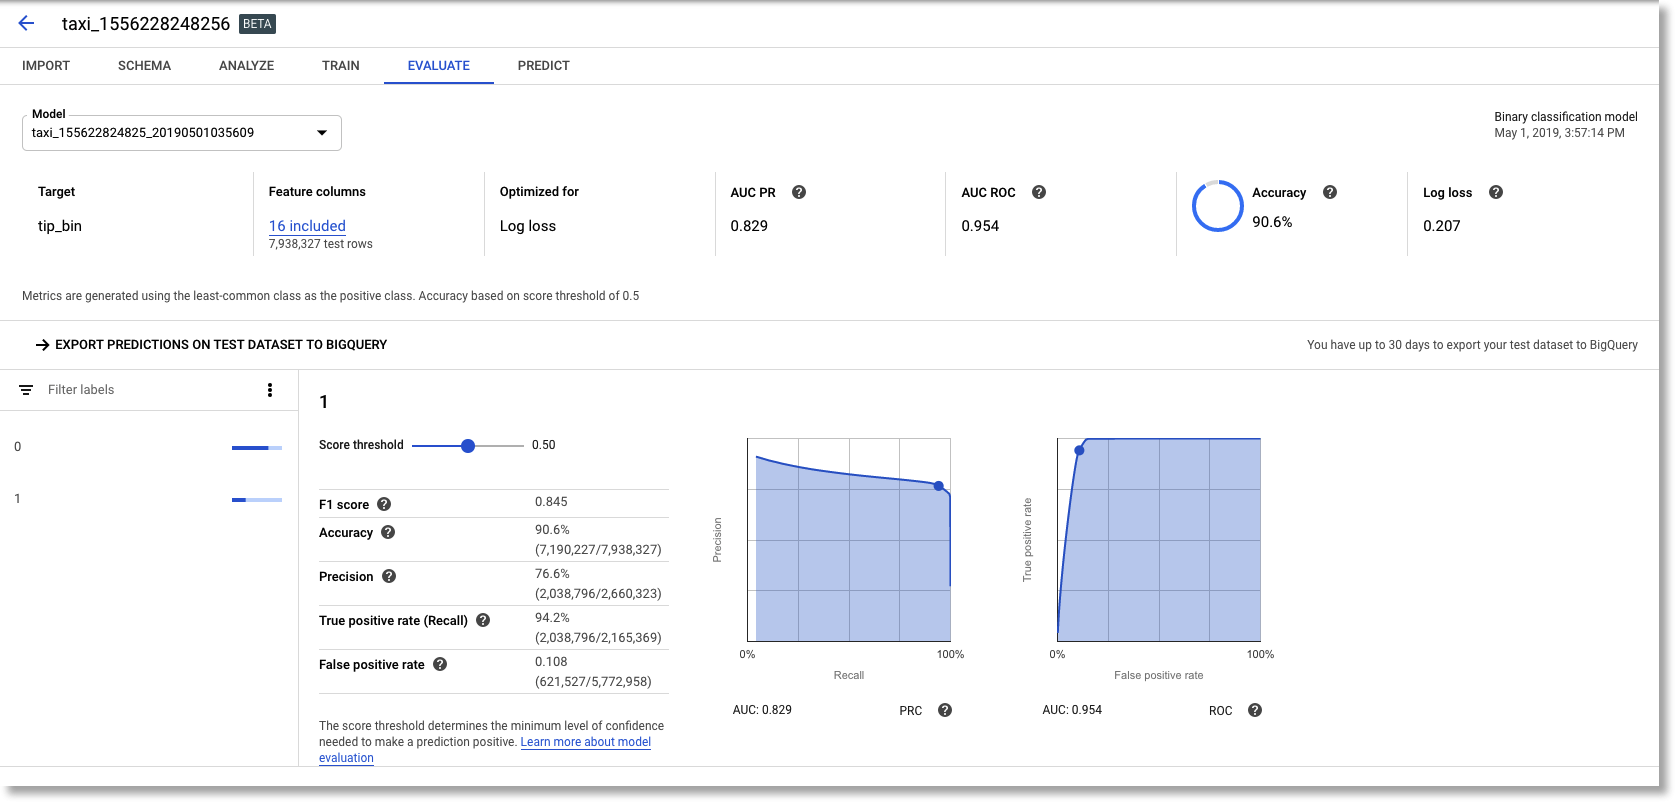 taxi_1556228248256 BETA
IMPORT SCHEMA ANALYZE TRAIN EVALUATE PREDICT
Model
taxi_155622824825_20190501035609
Binary classification model
May 1, 2019, 3:57:14 PM
Target
tip_bin
Feature columns
16 included
7,938,327 test rows
Optimized for
Log loss
AUC PR
0.829
AUC ROC
0.954
Accuracy
90.6%
Log loss
0.207
Metrics are generated using the least-common class as the positive class. Accuracy based on score threshold of 0.5
EXPORT PREDICTIONS ON TEST DATASET TO BIGQUERY
You have up to 30 days to export your test dataset to BigQuery
Filter labels
0
1
1
Score threshold 0.50
F1 score 0.845
Accuracy 90.6%
(7,190,227/7,938,327)
Precision 76.6%
(2,038,796/2,660,323)
True positive rate (Recall) 94.2%
(2,038,796/2,165,369)
False positive rate 0.108
(621,527/5,772,958)
The score threshold determines the minimum level of confidence
needed to make a prediction positive. Learn more about model
evaluation
Precision
0% 100%
Recall
AUC: 0.829 PRC
True positive rate
0% 100%
False positive rate
AUC: 0.954 ROC